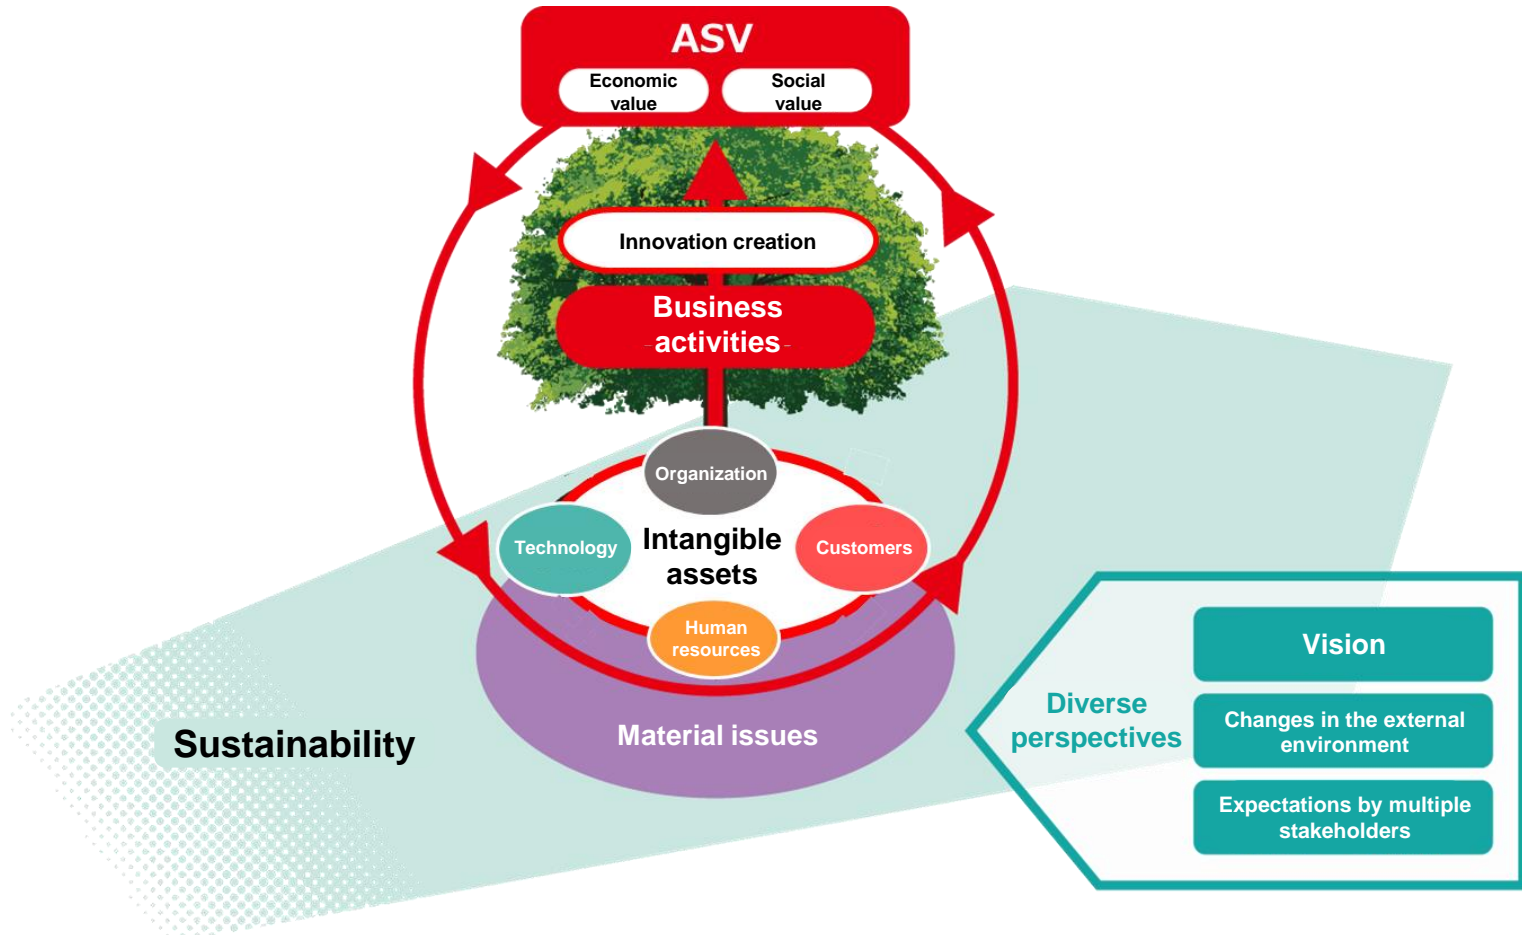 ASV
Economic
value
Social
value
Innovation creation
Business
activities
Organization
Technology
Intangible
assets
Customers
Human
resources
Material issues
Sustainability
Diverse
perspectives
Vision
Changes in the external
environment
Expectations by multiple
stakeholders